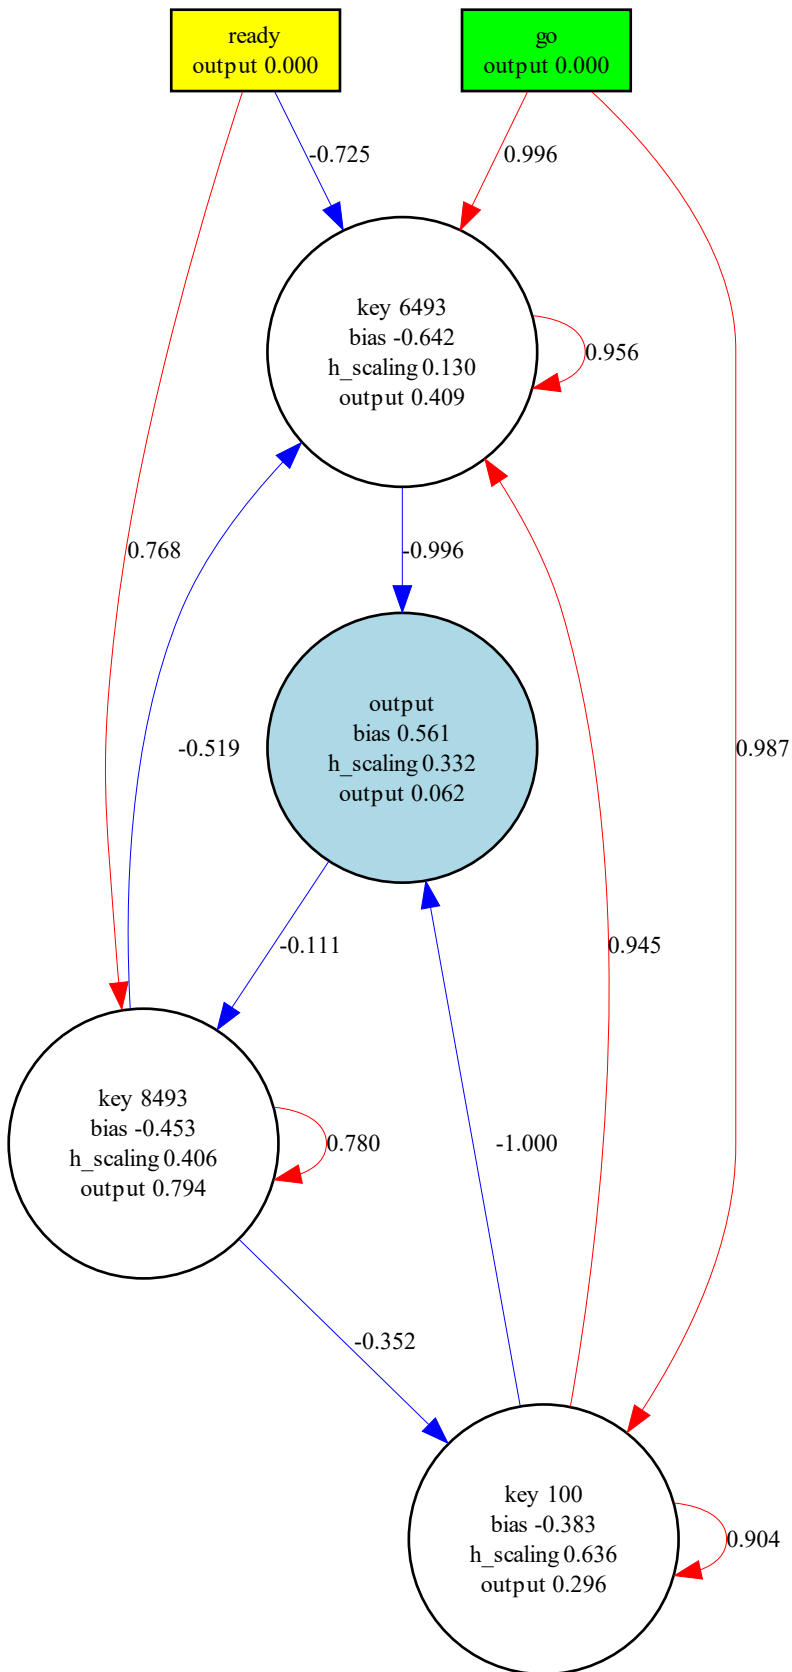 ready
output 0.000
go
output 0.000
-0.725
0.996
key 6493
bias -0.642
h_scaling 0.130
output 0.409
0.956
0.768
-0.996
output
bias 0.561
h_scaling 0.332
output 0.062
-0.519
0.987
-0.111
0.945
key 8493
bias -0.453
h_scaling 0.406
output 0.794
0.780
-1.000
-0.352
key 100
bias -0.383
h_scaling 0.636
output 0.296
0.904